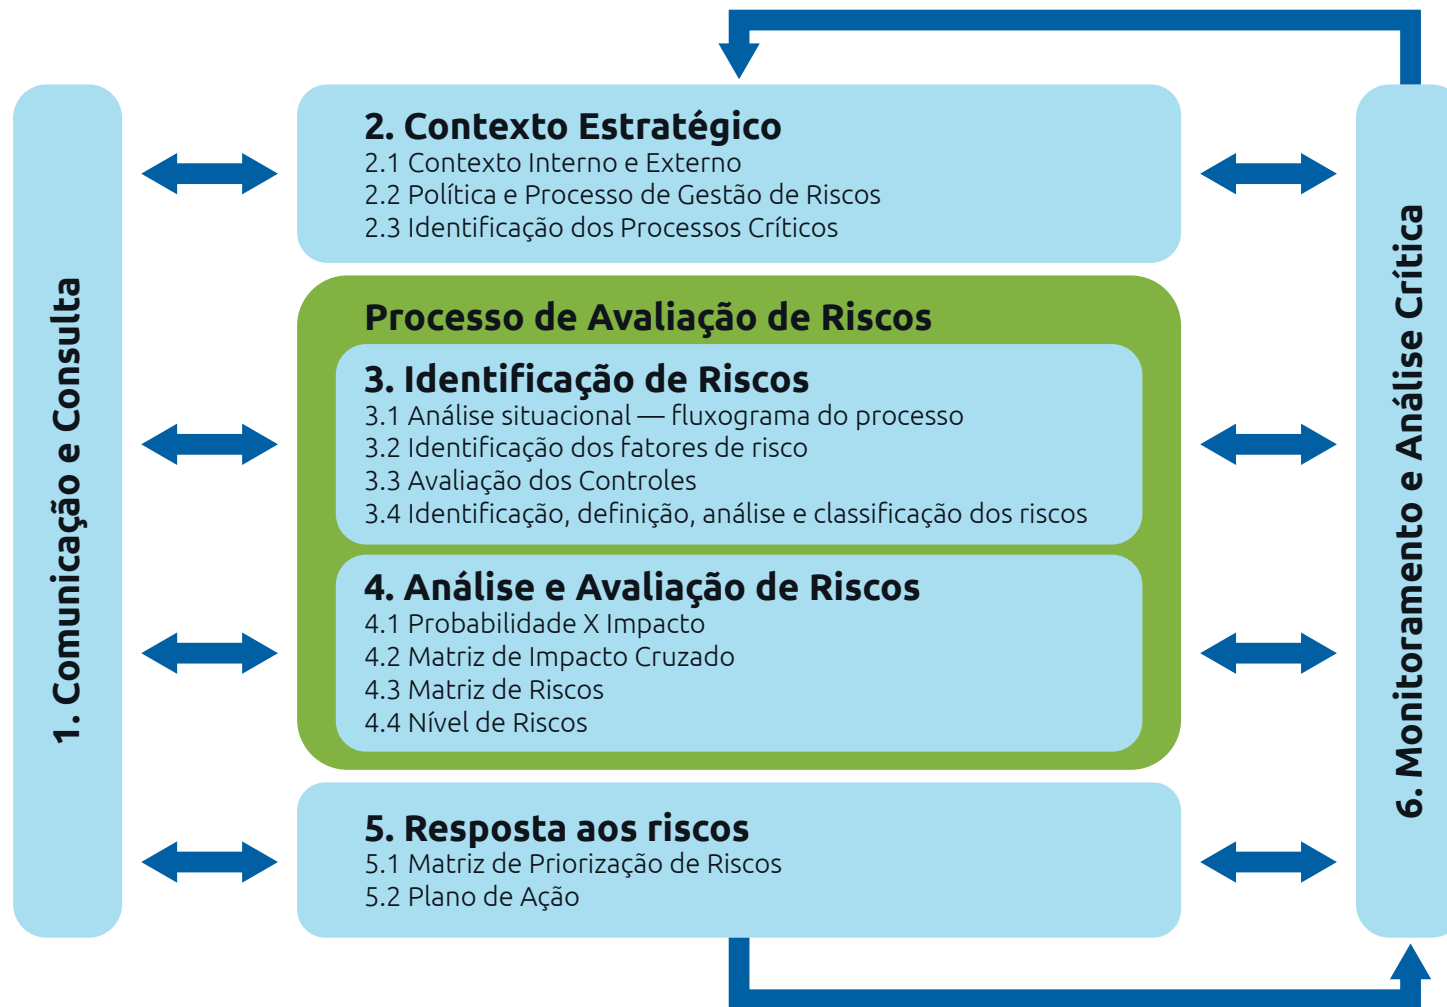 1. Comunicação e Consulta
2. Contexto Estratégico
2.1 Contexto Interno e Externo
2.2 Política e Processo de Gestão de Riscos
2.3 Identificação dos Processos Críticos
Processo de Avaliação de Riscos
3. Identificação de Riscos
3.1 Análise situacional — fluxograma do processo
3.2 Identificação dos fatores de risco
3.3 Avaliação dos Controles
3.4 Identificação, definição, análise e classificação dos riscos
4. Análise e Avaliação de Riscos
4.1 Probabilidade X Impacto
4.2 Matriz de Impacto Cruzado
4.3 Matriz de Riscos
4.4 Nível de Riscos
5. Resposta aos riscos
5.1 Matriz de Priorização de Riscos
5.2 Plano de Ação
6. Monitoramento e Análise Crítica